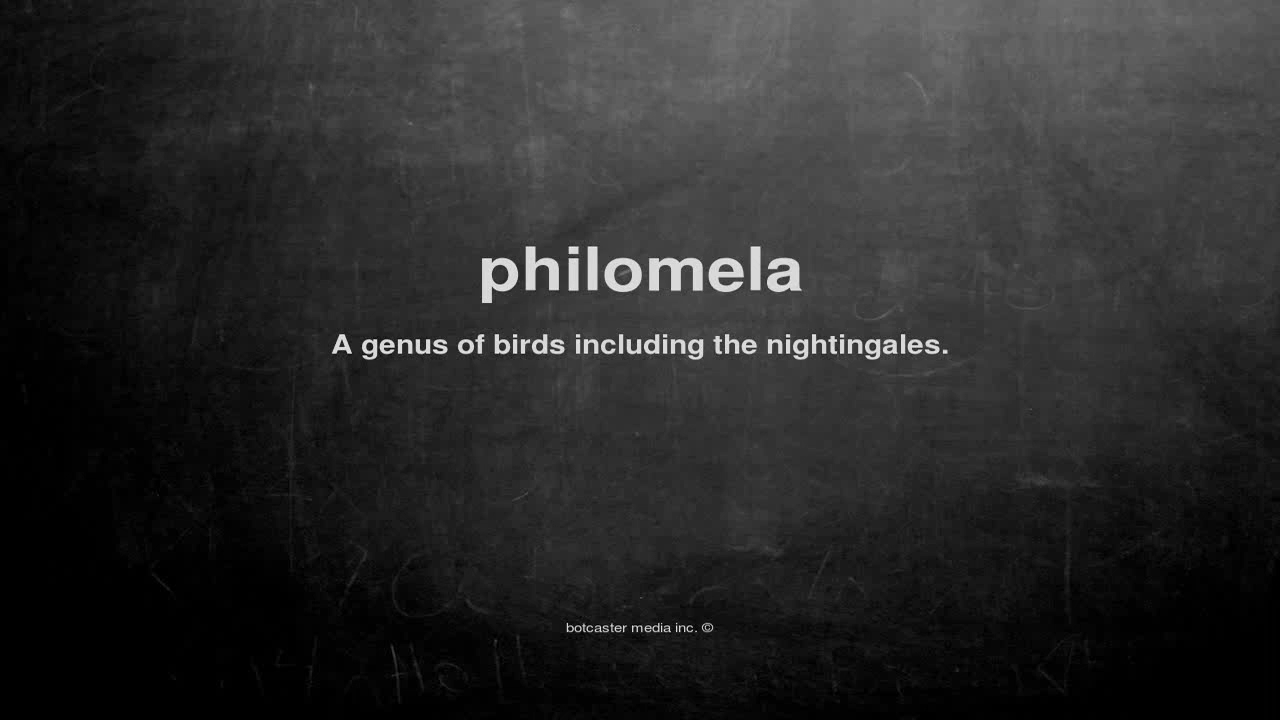 philomela
A genus of birds including the nightingales.
botcaster media inc. ©